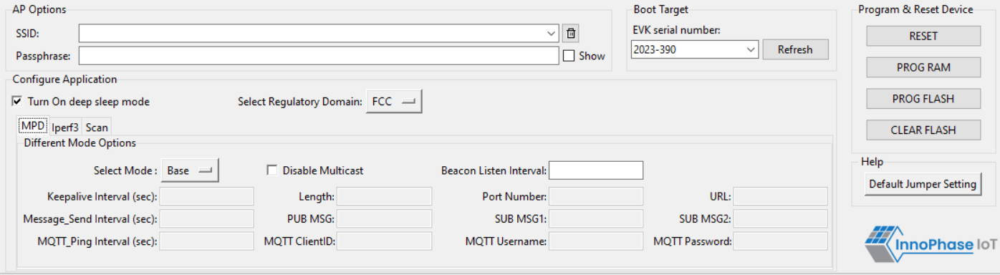 AP Options
SSID:
Passphrase:
Show
Boot Target
EVK serial number:
2023-390
Refresh
Program & Reset Device
RESET
PROG RAM
PROG FLASH
CLEAR FLASH
Configure Application
Turn On deep sleep mode
Select Regulatory Domain: FCC
MPD Iperf3 Scan
Different Mode Options
Select Mode : Base
Disable Multicast
Beacon Listen Interval:
Keepalive Interval (sec): Length: Port Number: URL:
Message_Send Interval (sec): PUB MSG: SUB MSG1: SUB MSG2:
MQTT_Ping Interval (sec): MQTT ClientID: MQTT Username: MQTT Password:
Help
Default Jumper Setting
InnoPhase IoT